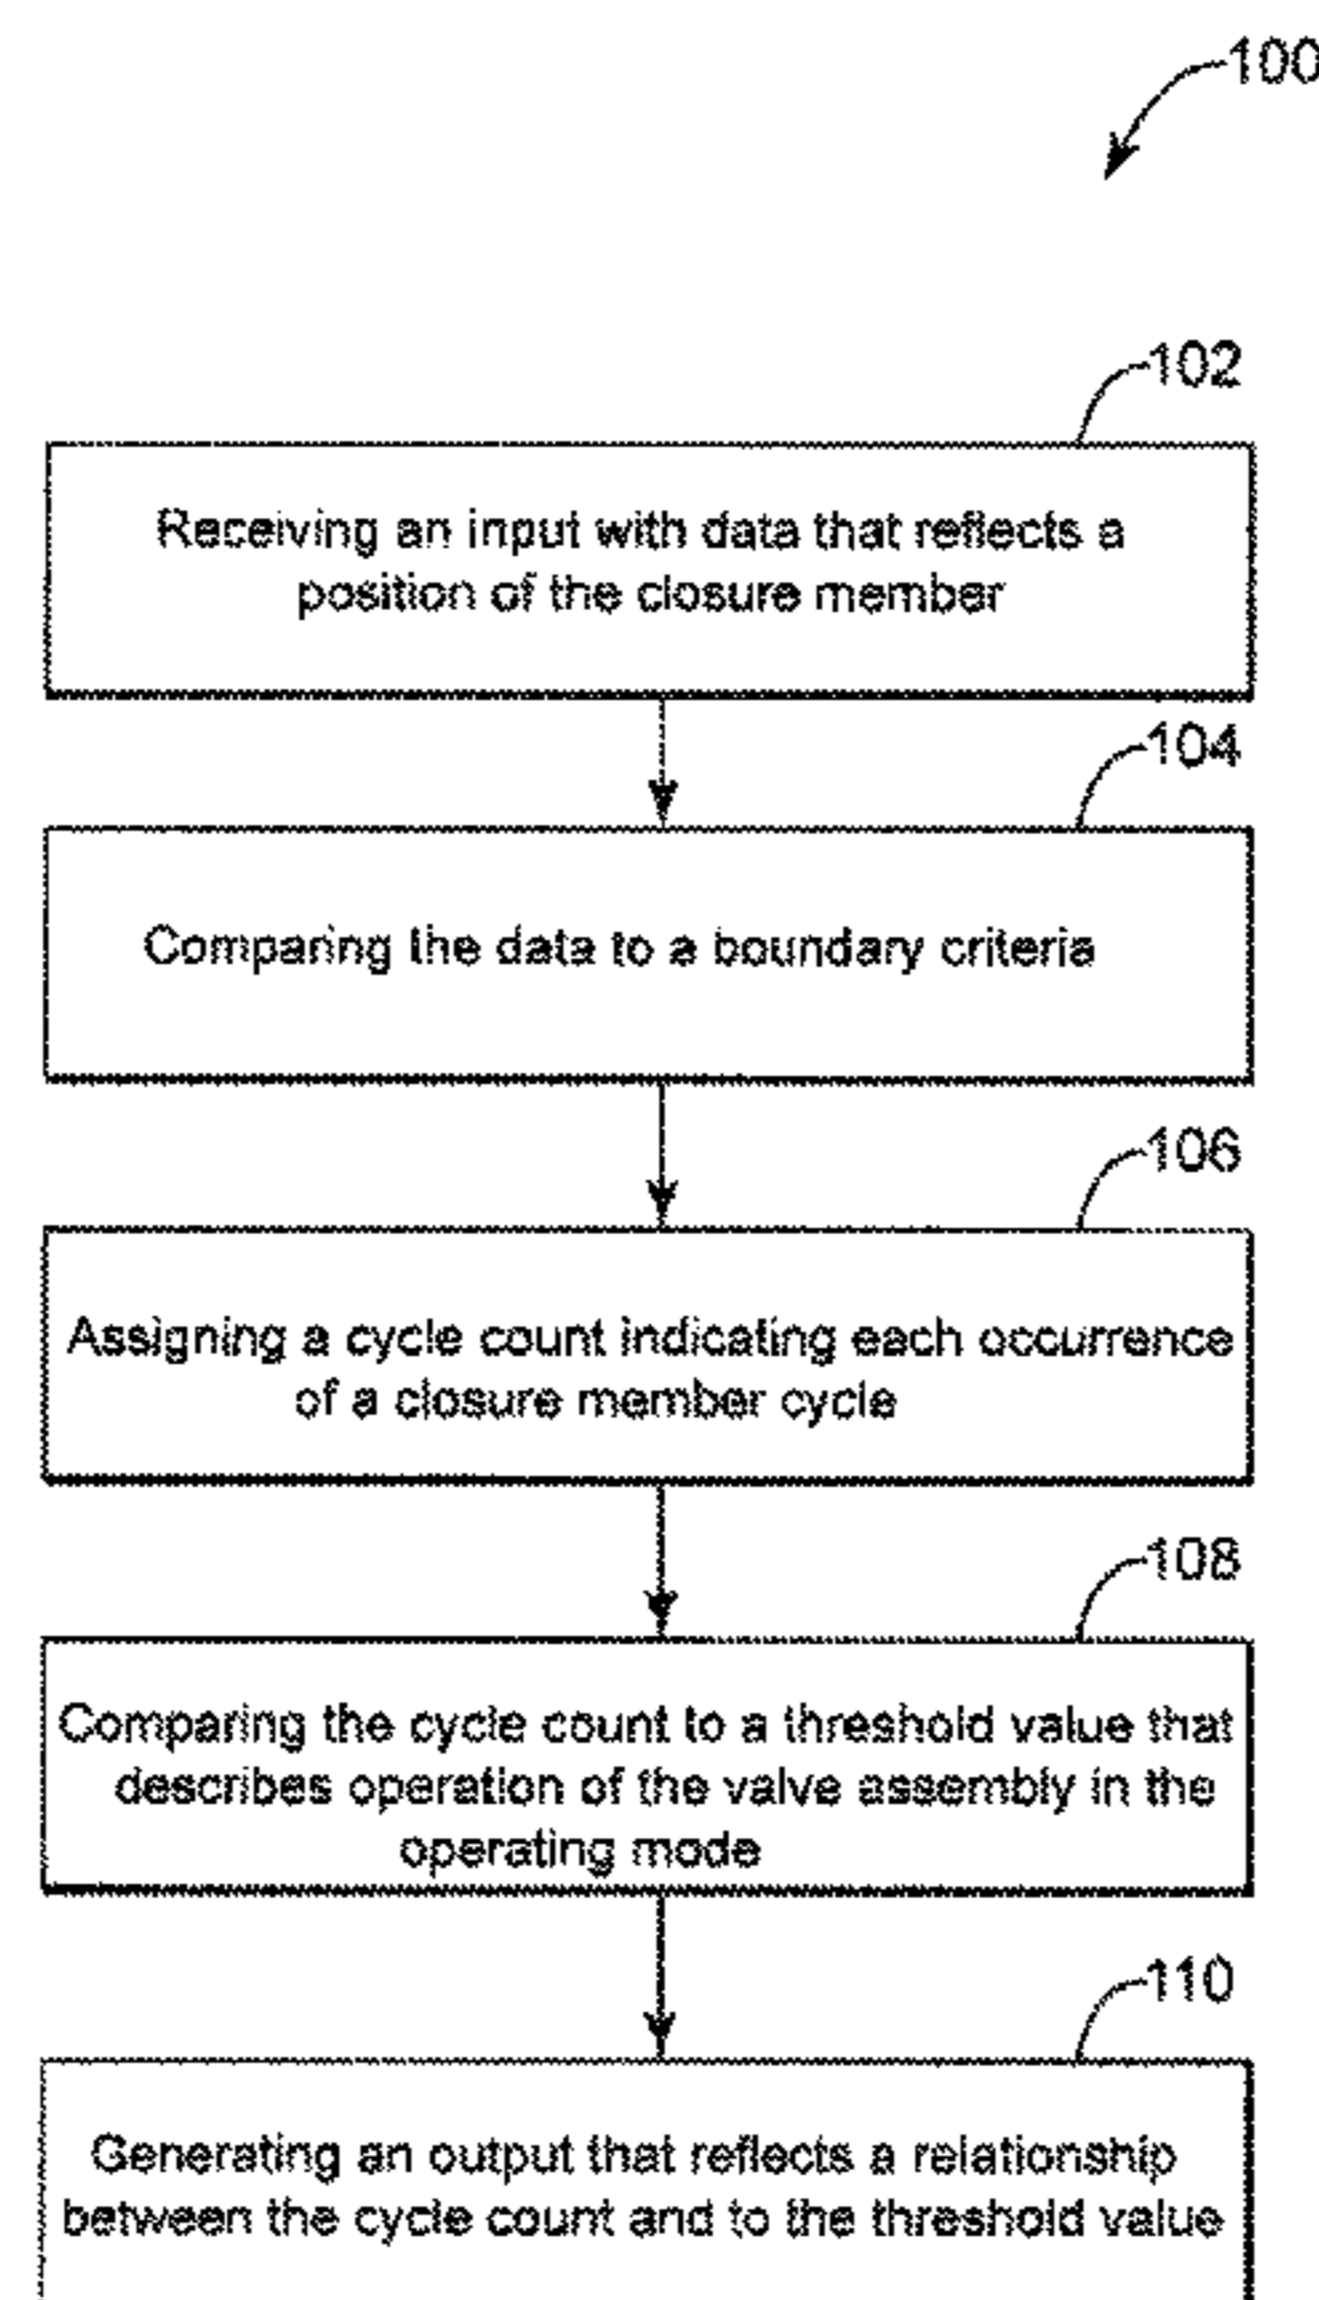 100
102
Receiving an input with data that reflects a
position of the closure member
104
Comparing the data to a boundary criteria
106
Assigning a cycle count indicating each occurrence
of a closure member cycle
108
Comparing the cycle count to a threshold value that
describes operation of the valve assembly in the
operating mode
110
Generating an output that reflects a relationship
between the cycle count and to the threshold value